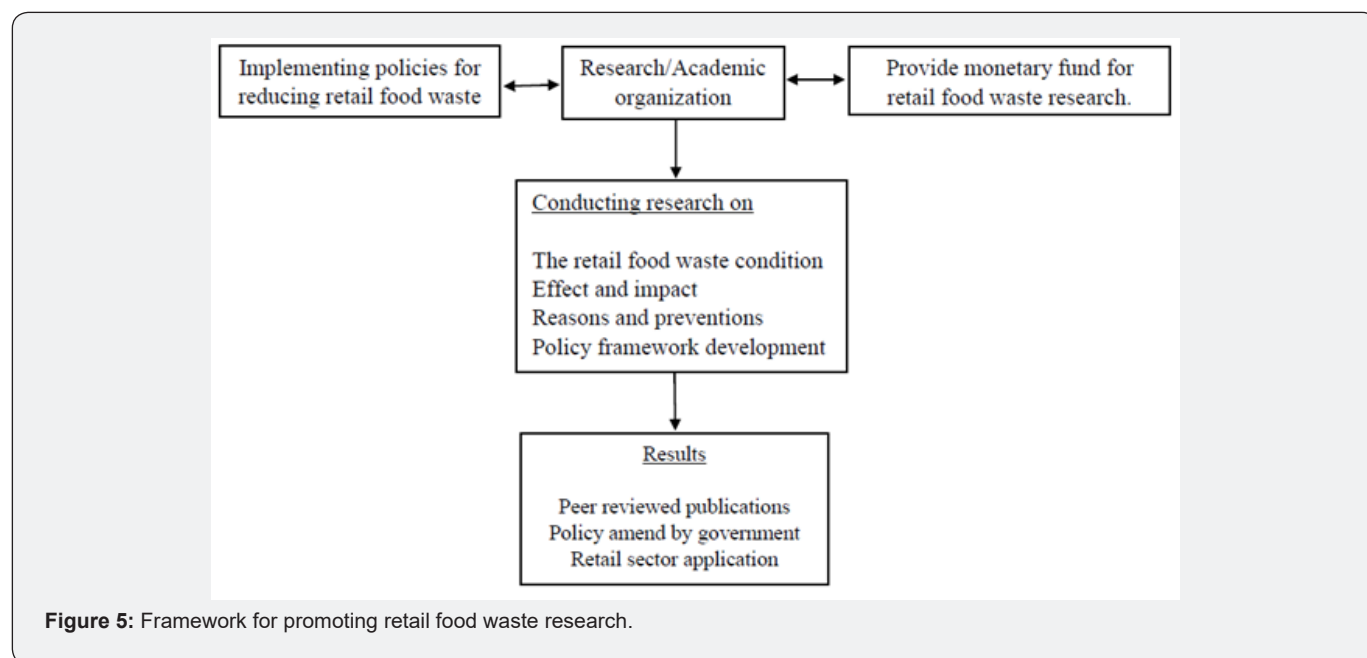 Implementing policies for
reducing retail food waste
Research/Academic
organization
Provide monetary fund for
retail food waste research.
Conducting research on
The retail food waste condition
Effect and impact
Reasons and preventions
Policy framework development
Results
Peer reviewed publications
Policy amend by government
Retail sector application
Figure 5: Framework for promoting retail food waste research.